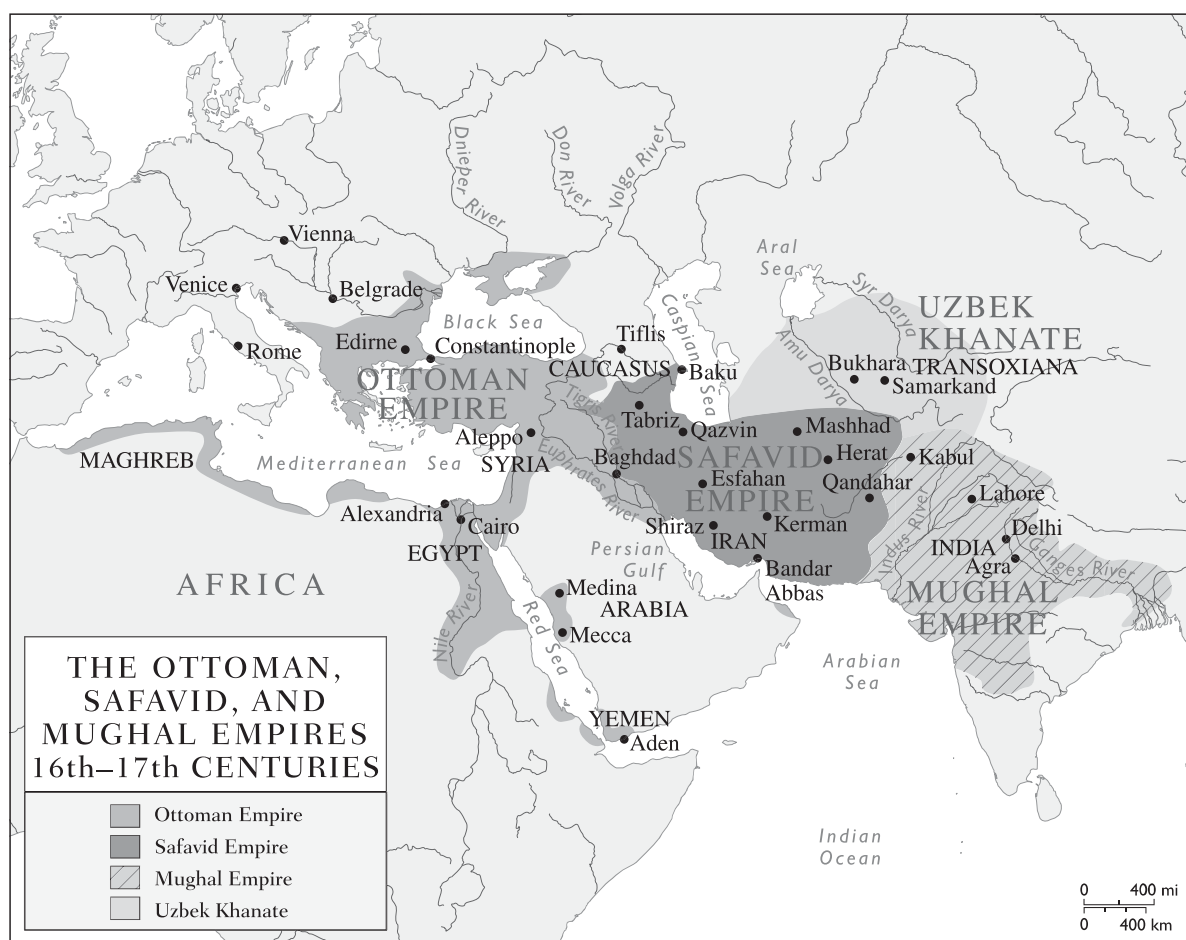 Dnieper River
Don River
Volga River
Vienna
Aral
Sea
Venice
Belgrade
Syr Darya
UZBEK
KHANATE
Caspian Sea
Black Sea
Amu Darya
Edirne
Constantinople
Tiflis
Rome
CAUCASUS
Baku
Bukhara
TRANSOXIANA
Samarkand
OTTOMAN
EMPIRE
Tigris River
Tabriz
Qazvin
Mashhad
Aleppo
MAGHREB
Mediterranean Sea
SYRIA
Euphrates River
Baghdad
SAFAVID
EMPIRE
Herat
Kabul
Esfahan
Qandahar
Lahore
Alexandria
Cairo
Shiraz
Kerman
IRAN
Indus River
Delhi
INDIA
Agra
Ganges River
EGYPT
Persian
Gulf
Bandar
Abbas
AFRICA
Medina
ARABIA
MUGHAL
EMPIRE
Nile River
Red Sea
Mecca
Arabian
Sea
YEMEN
Aden
THE OTTOMAN,
SAFAVID, AND
MUGHAL EMPIRES
16th–17th CENTURIES
Ottoman Empire
Safavid Empire
Mughal Empire
Uzbek Khanate
Indian
Ocean
0 400 mi
0 400 km